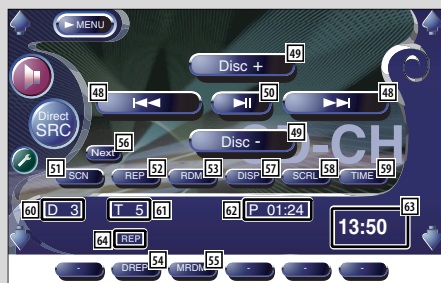 ►MENU
49
Disc +
48
50
48
Direct
SRC
49
Disc -
D-CH
56
Next
51
52
53
57
58
59
SCN
REP
RDM
DISP
SCRL
TIME
60
D 3
T 5
61
62
P 01:24
63
13:50
64
REP
54
55
-
DREP
MRDM
-
-
-